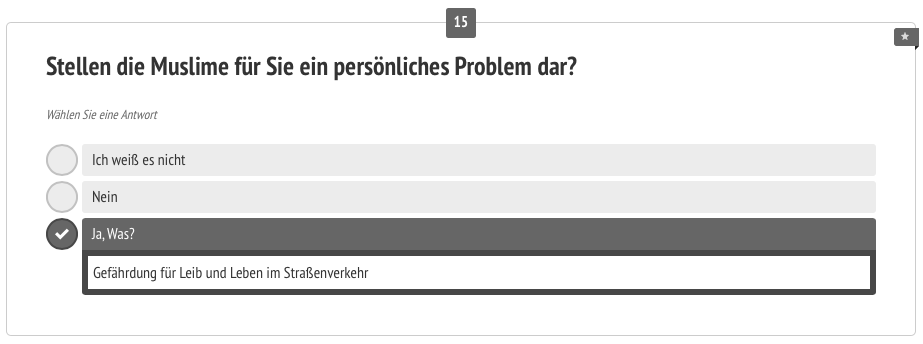 15
Stellen die Muslime für Sie ein persönliches Problem dar?
Wählen Sie eine Antwort
Ich weiß es nicht
Nein
Ja, Was?
Gefährdung für Leib und Leben im Straßenverkehr